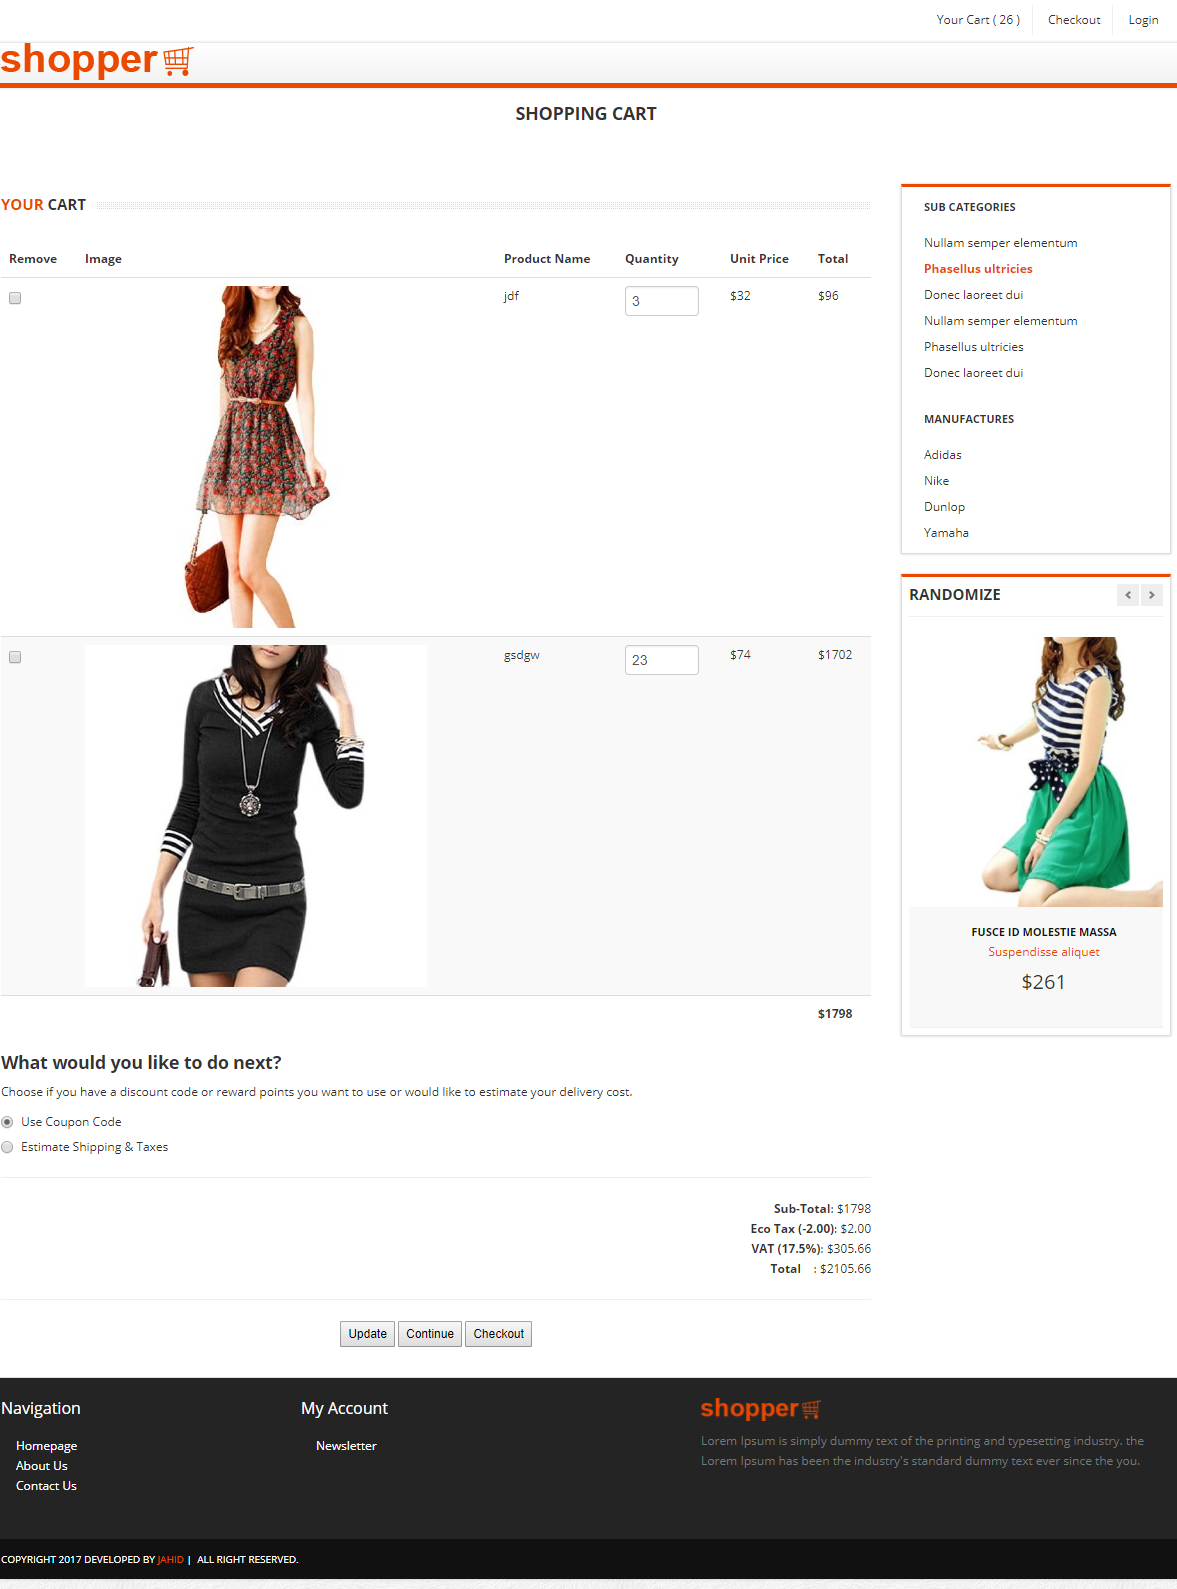 Your Cart ( 26 ) Checkout Login
shopper
SHOPPING CART
YOUR CART
Remove Image Product Name Quantity Unit Price Total
jdf 3 $32 $96
gsdgw 23 $74 $1702
$1798
What would you like to do next?
Choose if you have a discount code or reward points you want to use or would like to estimate your delivery cost.
Use Coupon Code
Estimate Shipping & Taxes
Sub-Total: $1798
Eco Tax (-2.00): $2.00
VAT (17.5%): $305.66
Total : $2105.66
Update Continue Checkout
SUB CATEGORIES
Nullam semper elementum
Phasellus ultricies
Donec laoreet dui
Nullam semper elementum
Phasellus ultricies
Donec laoreet dui
MANUFACTURES
Adidas
Nike
Dunlop
Yamaha
RANDOMIZE
FUSCE ID MOLESTIE MASSA
Suspendisse aliquet
$261
Navigation
Homepage
About Us
Contact Us
My Account
Newsletter
shopper
Lorem Ipsum is simply dummy text of the printing and typesetting industry. the
Lorem Ipsum has been the industry's standard dummy text ever since the you.
COPYRIGHT 2017 DEVELOPED BY JAHID | ALL RIGHT RESERVED.